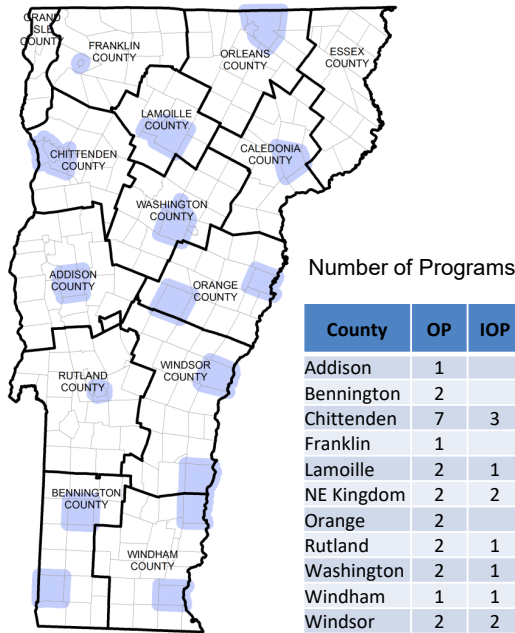 GRAND
ISLE
COUNTY
FRANKLIN
COUNTY
ORLEANS
COUNTY
ESSEX
COUNTY
LAMOILLE
COUNTY
CHITTENDEN
COUNTY
CALEDONIA
COUNTY
WASHINGTON
COUNTY
ADDISON
COUNTY
ORANGE
COUNTY
WINDSOR
COUNTY
RUTLAND
COUNTY
BENNINGTON
COUNTY
WINDHAM
COUNTY
Number of Programs
County OP IOP
Addison 1
Bennington 2
Chittenden 7 3
Franklin 1
Lamoille 2 1
NE Kingdom 2 2
Orange 2
Rutland 2 1
Washington 2 1
Windham 1 1
Windsor 2 2